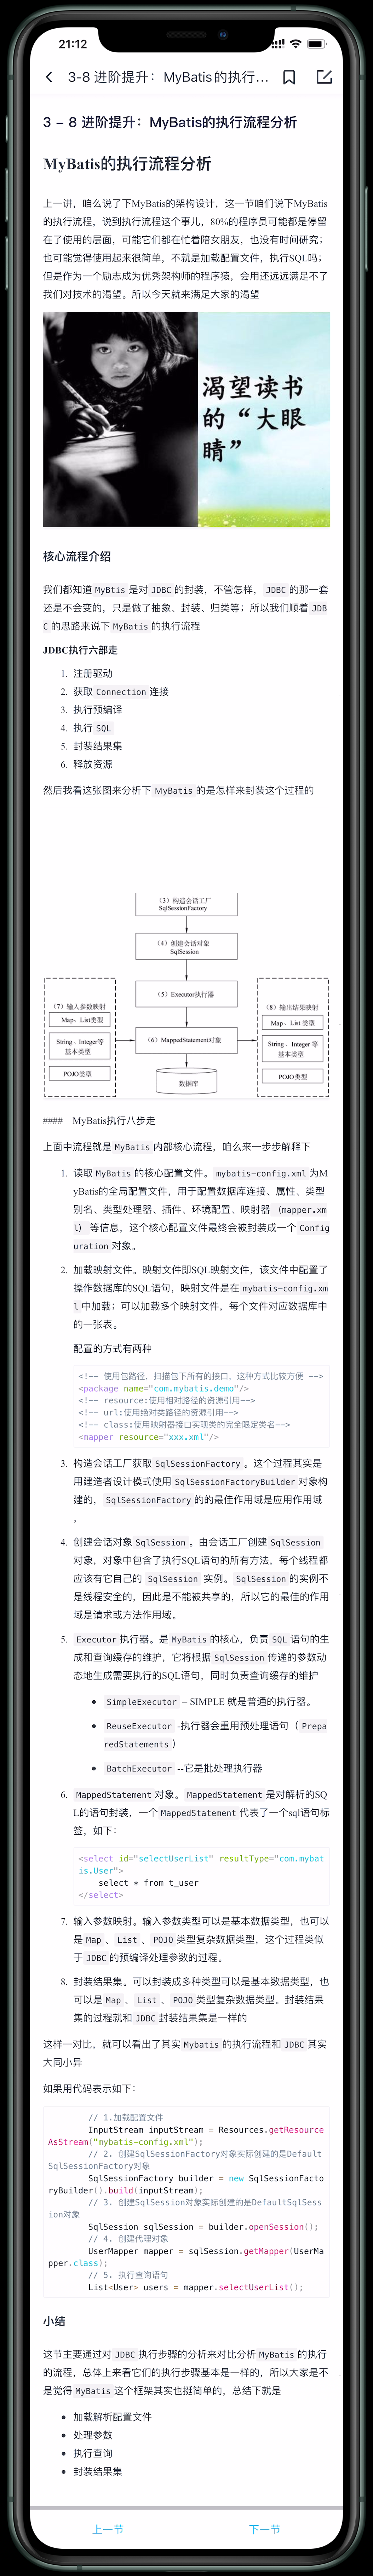 21:12
3-8 进阶提升：MyBatis的执行...
3 – 8 进阶提升：MyBatis的执行流程分析
MyBatis的执行流程分析
上一讲，咱么说了下MyBatis的架构设计，这一节咱们说下MyBatis
的执行流程，说到执行流程这个事儿，80%的程序员可能都是停留
在了使用的层面，可能它们都在忙着陪女朋友，也没有时间研究；
也可能觉得使用起来很简单，不就是加载配置文件，执行SQL吗；
但是作为一个励志成为优秀架构师的程序猿，会用还远远满足不了
我们对技术的渴望。所以今天就来满足大家的渴望
渴望读书
的“大眼
睛”
核心流程介绍
我们都知道 MyBtis 是对 JDBC 的封装，不管怎样， JDBC 的那一套
还是不会变的，只是做了抽象、封装、归类等；所以我们顺着 JDB
C 的思路来说下 MyBatis 的执行流程
JDBC执行六部走
1. 注册驱动
2. 获取 Connection 连接
3. 执行预编译
4. 执行 SQL
5. 封装结果集
6. 释放资源
然后我看这张图来分析下 MyBatis 的是怎样来封装这个过程的
（3）构造会话工厂
SqlSessionFactory
（4）创建会话对象
SqlSession
（5）Executor执行器
（6）MappedStatement对象
数据库
（7）输入参数映射
Map、List类型
String、Integer等
基本类型
POJO类型
（8）输出结果映射
Map、List 类型
String、Integer 等
基本类型
POJO类型
#### MyBatis执行八步走
上面中流程就是 MyBatis 内部核心流程，咱么来一步步解释下
1. 读取 MyBatis 的核心配置文件。 mybatis-config.xml 为M
yBatis的全局配置文件，用于配置数据库连接、属性、类型
别名、类型处理器、插件、环境配置、映射器 （mapper.xm
l） 等信息，这个核心配置文件最终会被封装成一个 Config
uration 对象。
2. 加载映射文件。映射文件即SQL映射文件，该文件中配置了
操作数据库的SQL语句，映射文件是在 mybatis-config.xm
l 中加载；可以加载多个映射文件，每个文件对应数据库中
的一张表。
配置的方式有两种
<!-- 使用包路径，扫描包下所有的接口，这种方式比较方便 -->
<package name="com.mybatis.demo"/>
<!-- resource:使用相对路径的资源引用-->
<!-- url:使用绝对类路径的资源引用-->
<!-- class:使用映射器接口实现类的完全限定类名-->
<mapper resource="xxx.xml"/>
3. 构造会话工厂获取 SqlSessionFactory 。这个过程其实是
用建造者设计模式使用 SqlSessionFactoryBuilder 对象构
建的， SqlSessionFactory 的的最佳作用域是应用作用域
，
4. 创建会话对象 SqlSession 。由会话工厂创建 SqlSession
对象，对象中包含了执行SQL语句的所有方法，每个线程都
应该有它自己的 SqlSession 实例。 SqlSession 的实例不
是线程安全的，因此是不能被共享的，所以它的最佳的作用
域是请求或方法作用域。
5. Executor 执行器。是 MyBatis 的核心，负责 SQL 语句的生
成和查询缓存的维护，它将根据 SqlSession 传递的参数动
态地生成需要执行的SQL语句，同时负责查询缓存的维护
• SimpleExecutor – SIMPLE 就是普通的执行器。
• ReuseExecutor -执行器会重用预处理语句（ Prepa
redStatements ）
• BatchExecutor --它是批处理执行器
6. MappedStatement 对象。 MappedStatement 是对解析的SQ
L的语句封装，一个 MappedStatement 代表了一个sql语句标
签，如下：
<select id="selectUserList" resultType="com.mybat
is.User">
select * from t_user
</select>
7. 输入参数映射。输入参数类型可以是基本数据类型，也可以
是 Map 、 List 、 POJO 类型复杂数据类型，这个过程类似
于 JDBC 的预编译处理参数的过程。
8. 封装结果集。可以封装成多种类型可以是基本数据类型，也
可以是 Map 、 List 、 POJO 类型复杂数据类型。封装结果
集的过程就和 JDBC 封装结果集是一样的
这样一对比，就可以看出了其实 Mybatis 的执行流程和 JDBC 其实
大同小异
如果用代码表示如下：
// 1.加载配置文件
InputStream inputStream = Resources.getResource
AsStream("mybatis-config.xml");
// 2. 创建SqlSessionFactory对象实际创建的是Default
SqlSessionFactory对象
SqlSessionFactory builder = new SqlSessionFacto
ryBuilder().build(inputStream);
// 3. 创建SqlSession对象实际创建的是DefaultSqlSess
ion对象
SqlSession sqlSession = builder.openSession();
// 4. 创建代理对象
UserMapper mapper = sqlSession.getMapper(UserMa
pper.class);
// 5. 执行查询语句
List<User> users = mapper.selectUserList();
小结
这节主要通过对 JDBC 执行步骤的分析来对比分析 MyBatis 的执行
的流程，总体上来看它们的执行步骤基本是一样的，所以大家是不
是觉得 MyBatis 这个框架其实也挺简单的，总结下就是
• 加载解析配置文件
• 处理参数
• 执行查询
• 封装结果集
上一节
下一节